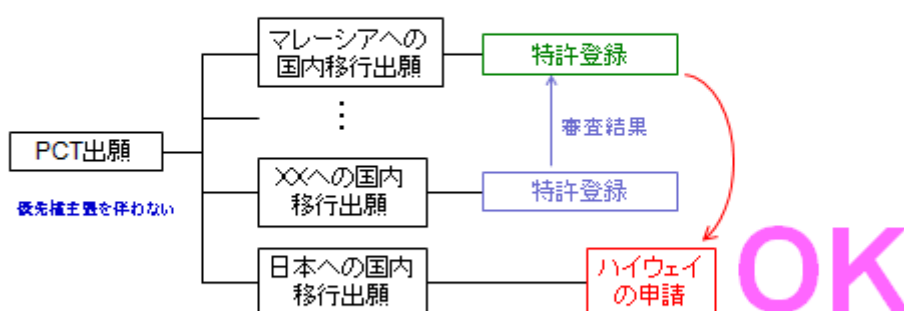 マレーシアへの
国内移行出願
特許登録
審査結果
PCT出願
優先権主張を伴わない
XXへの国内
移行出願
特許登録
日本への国内
移行出願
ハイウェイ
の申請
OK